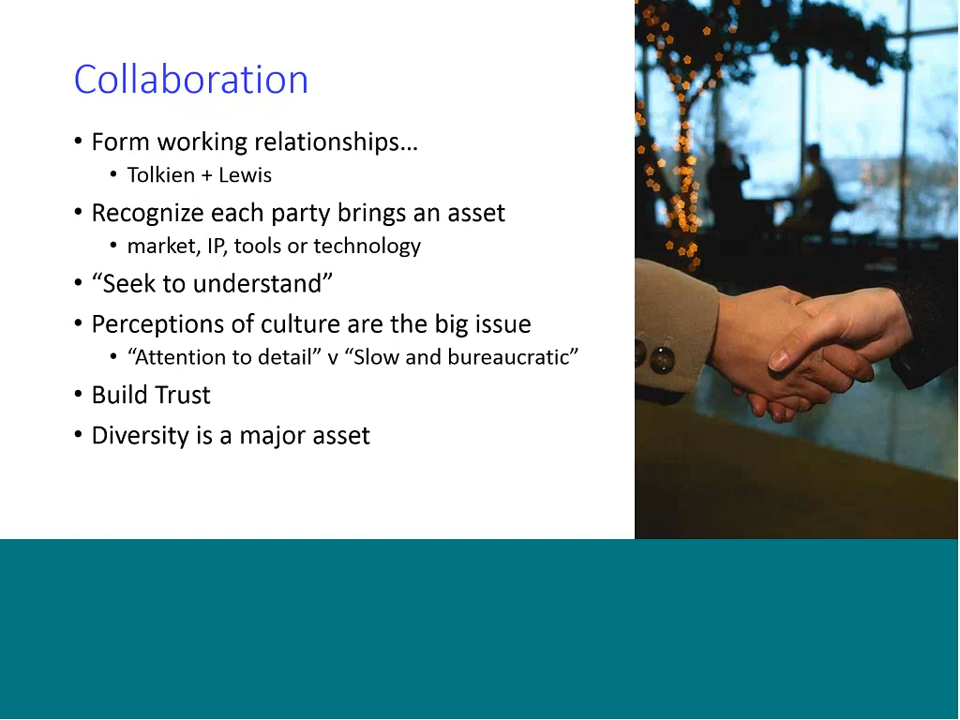 Collaboration
• Form working relationships…
• Tolkien + Lewis
• Recognize each party brings an asset
• market, IP, tools or technology
• “Seek to understand”
• Perceptions of culture are the big issue
• “Attention to detail” v “Slow and bureaucratic”
• Build Trust
• Diversity is a major asset